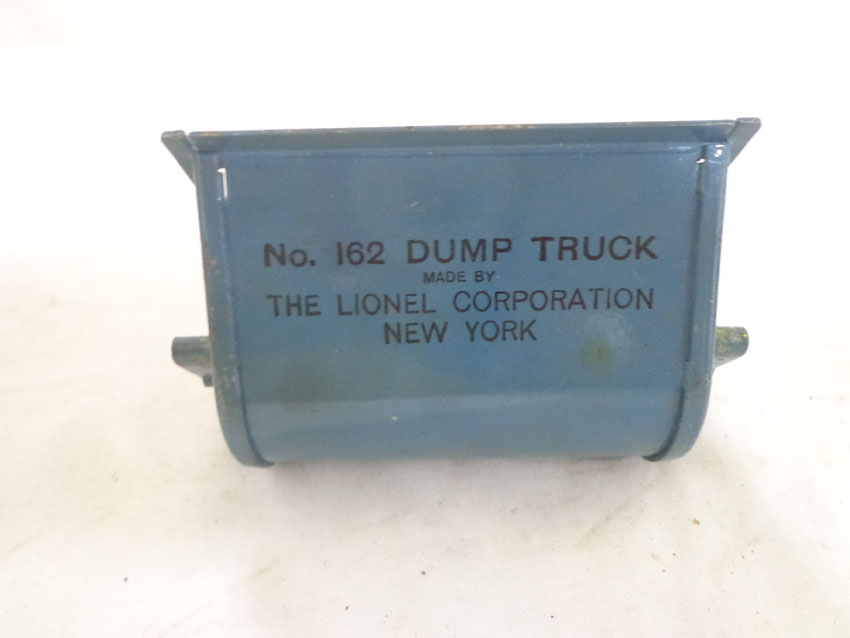 No. 162 DUMP TRUCK
MADE BY
THE LIONEL CORPORATION
NEW YORK